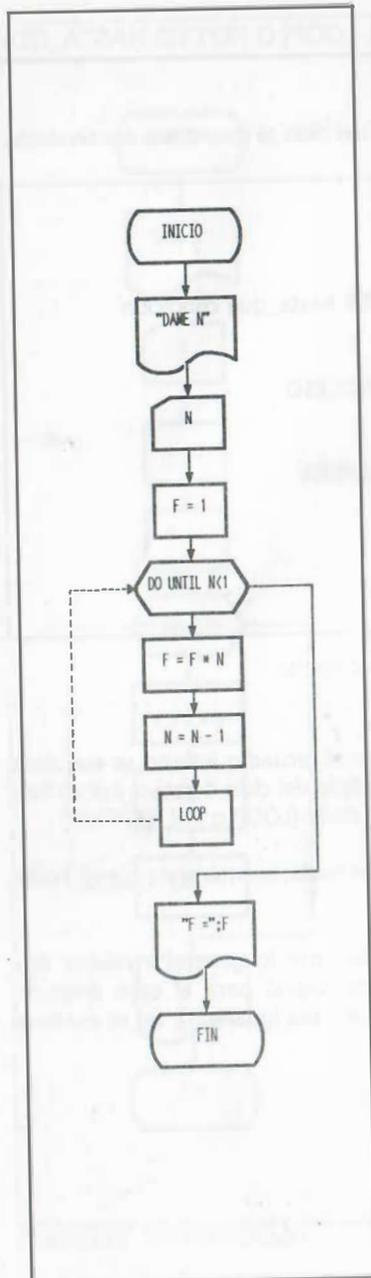 INICIO
"DAME N"
N
F = 1
DO UNTIL N<1
F = F * N
N = N - 1
LOOP
"F =";F
FIN